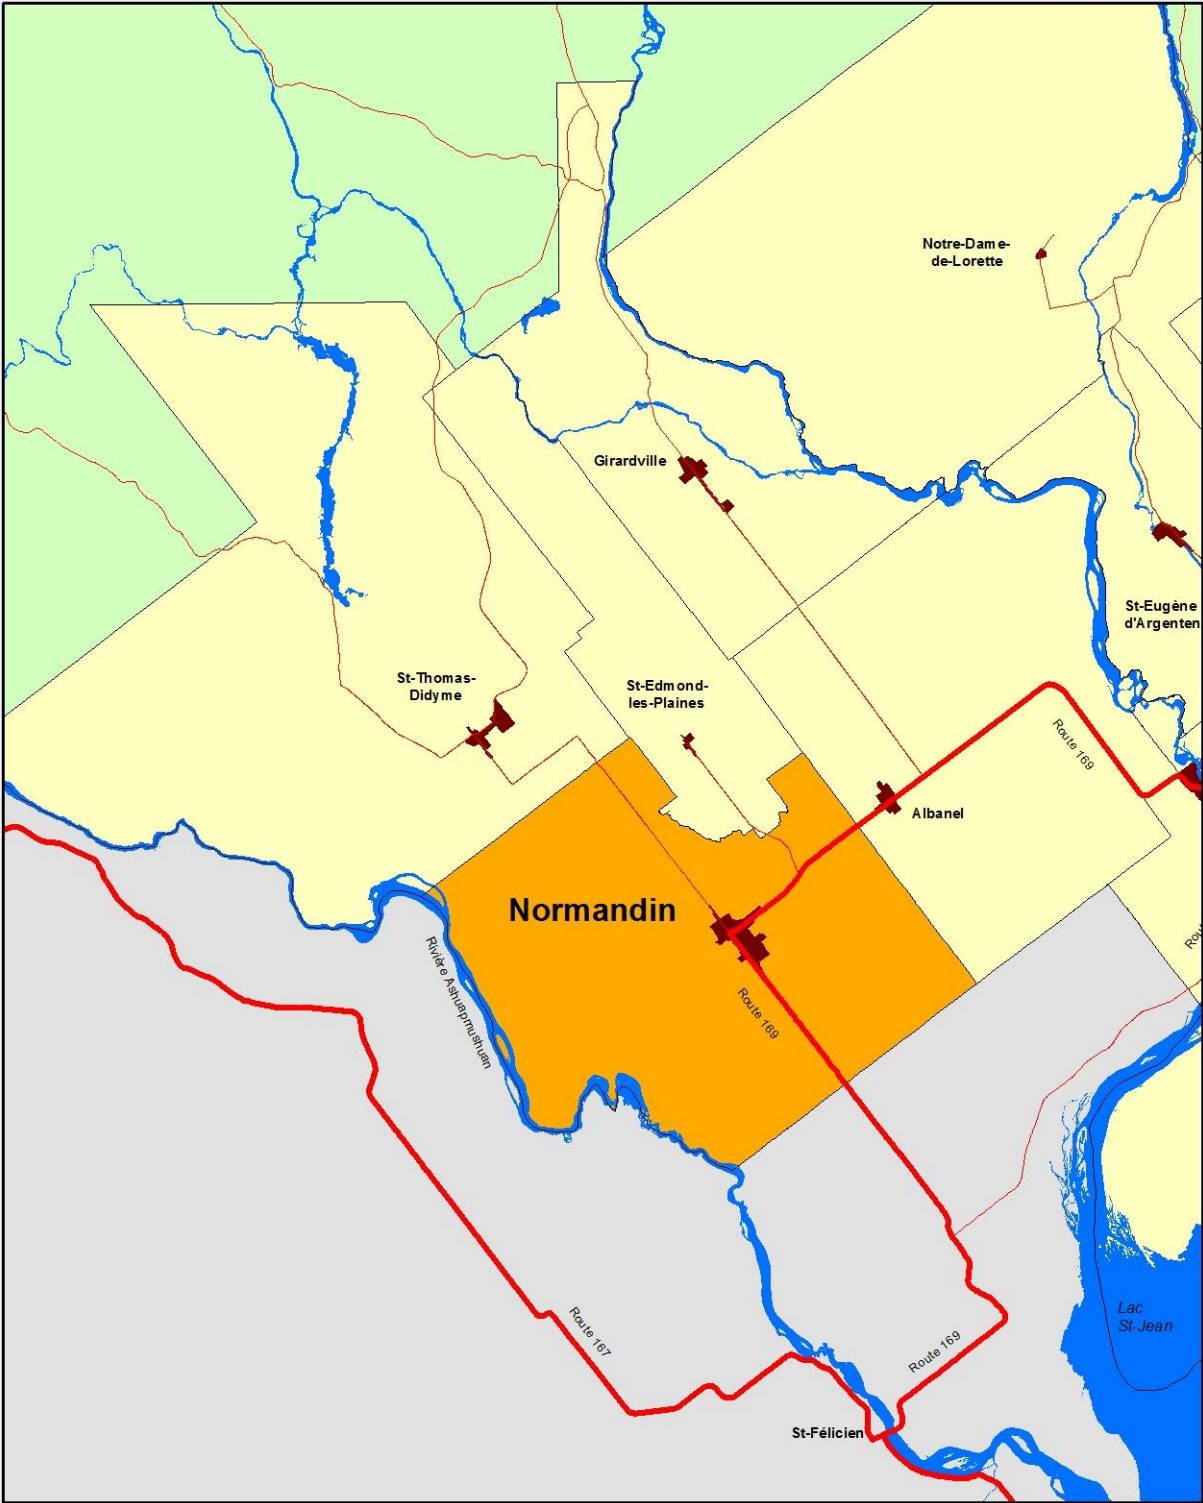 Notre-Dame-
de-Lorette
Girardville
St-Eugène
d'Argenten
St-Thomas-
Didyme
St-Edmond-
les-Plaines
Route 169
Albanel
Normandin
Rou
Rivière Ashuapmushuan
Route 169
Lac
St-Jean
Route 167
Route 169
St-Félicien